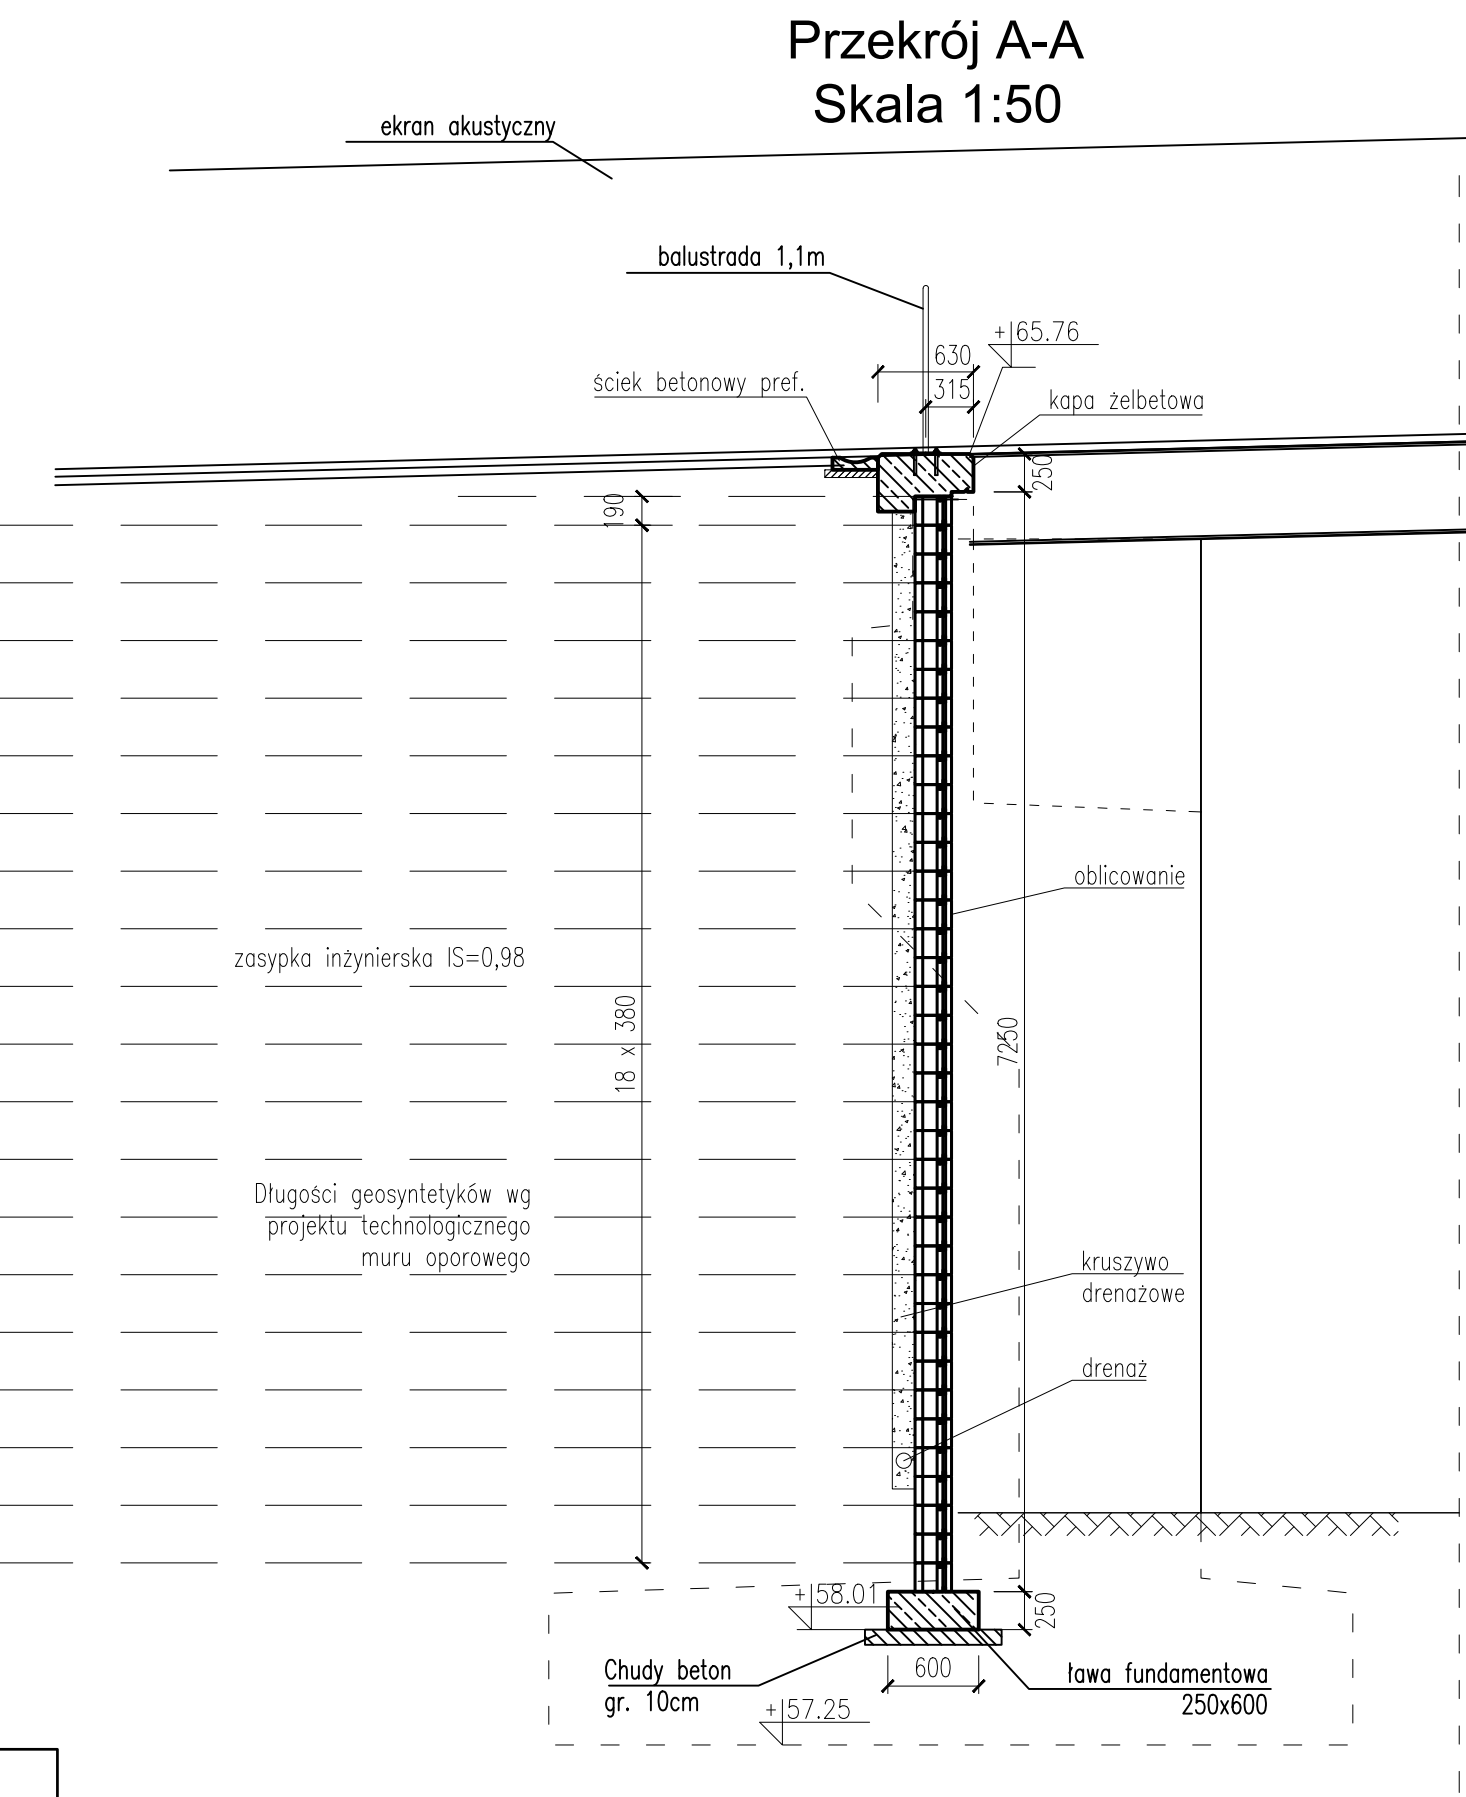 Przekrój A-A
Skala 1:50
ekran akustyczny
balustrada 1,1m
+65.76
630
315
ściek betonowy pref.
kapa żelbetowa
250
190
oblicowanie
zasypka inżynierska IS=0,98
18 x 380
7250
Długości geosyntetyków wg
projektu technologicznego
muru oporowego
kruszywo
drenażowe
drenaż
+58.01
250
600
Chudy beton
gr. 10cm
ława fundamentowa
250x600
+57.25